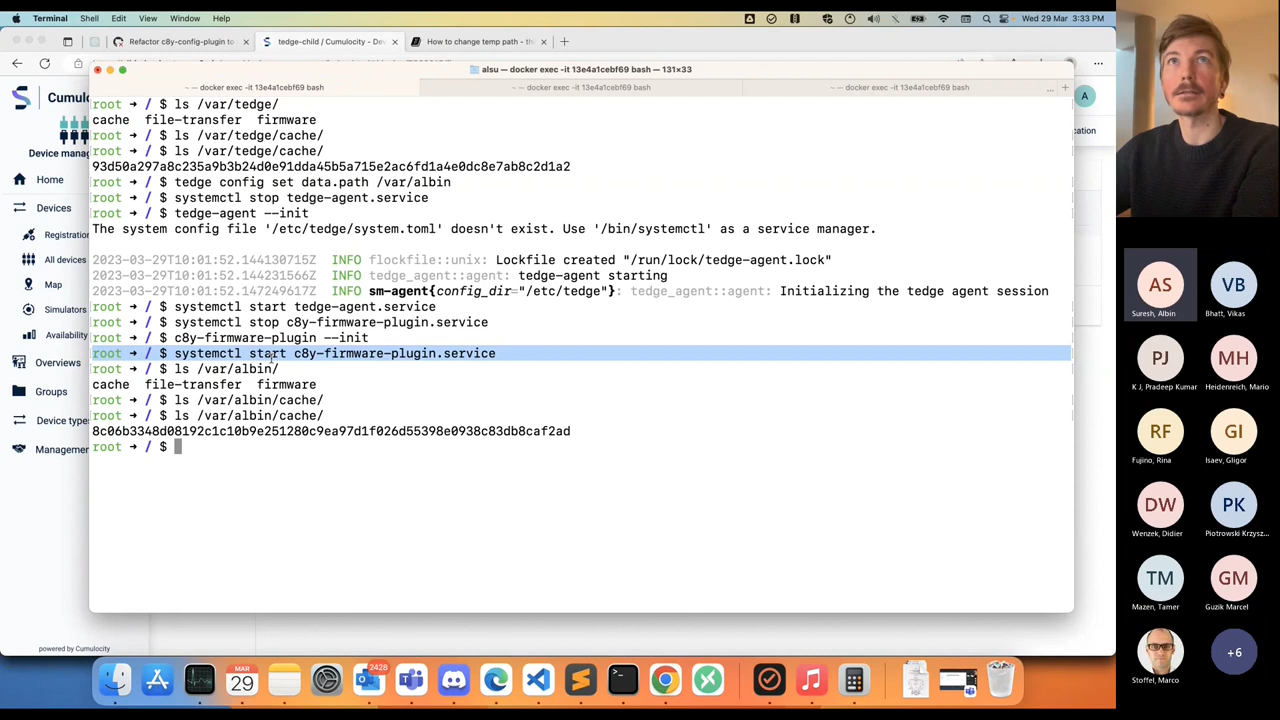 Terminal Shell Edit View Window Help
Wed 29 Mar 3:33 PM
Refactor c8y-config-plugin to
tedge-child / Cumulocity - Dev
How to change temp path - the
alsu — docker exec -it 13e4a1cebf69 bash — 131×33
~ — docker exec -it 13e4a1cebf69 bash
~ — docker exec -it 13e4a1cebf69 bash
~ — docker exec -it 13e4a1cebf69 bash
...
root → / $ ls /var/tedge/
cache file-transfer firmware
root → / $ ls /var/tedge/cache/
root → / $ ls /var/tedge/cache/
93d50a297a8c235a9b3b24d0e91dda45b5a715e2ac6fd1a4e0dc8e7ab8c2d1a2
root → / $ tedge config set data.path /var/albin
root → / $ systemctl stop tedge-agent.service
root → / $ tedge-agent --init
The system config file '/etc/tedge/system.toml' doesn't exist. Use '/bin/systemctl' as a service manager.
2023-03-29T10:01:52.144130715Z INFO flockfile::unix: Lockfile created "/run/lock/tedge-agent.lock"
2023-03-29T10:01:52.144231566Z INFO tedge_agent::agent: tedge-agent starting
2023-03-29T10:01:52.147249617Z INFO sm-agent{config_dir="/etc/tedge"}: tedge_agent::agent: Initializing the tedge agent session
root → / $ systemctl start tedge-agent.service
root → / $ systemctl stop c8y-firmware-plugin.service
root → / $ c8y-firmware-plugin --init
root → / $ systemctl start c8y-firmware-plugin.service
root → / $ ls /var/albin/
cache file-transfer firmware
root → / $ ls /var/albin/cache/
root → / $ ls /var/albin/cache/
8c06b3348d08192c1c10b9e251280c9ea97d1f026d55398e0938c83db8caf2ad
root → / $
Cumulo
Device manag
Home
Devices
Registration
All devices
Map
Simulators
Availability
Overviews
Groups
Device types
Managemen
powered by Cumulocity
A
cation
2428
MAR
29
AS
Suresh, Albin
VB
Bhatt, Vikas
PJ
K J, Pradeep Kumar
MH
Heidenreich, Mario
RF
Fujino, Rina
GI
Isaev, Gligor
DW
Wenzek, Didier
PK
Piotrowski Krzysz...
TM
Mazen, Tamer
GM
Guzik Marcel
Stoffel, Marco
+6